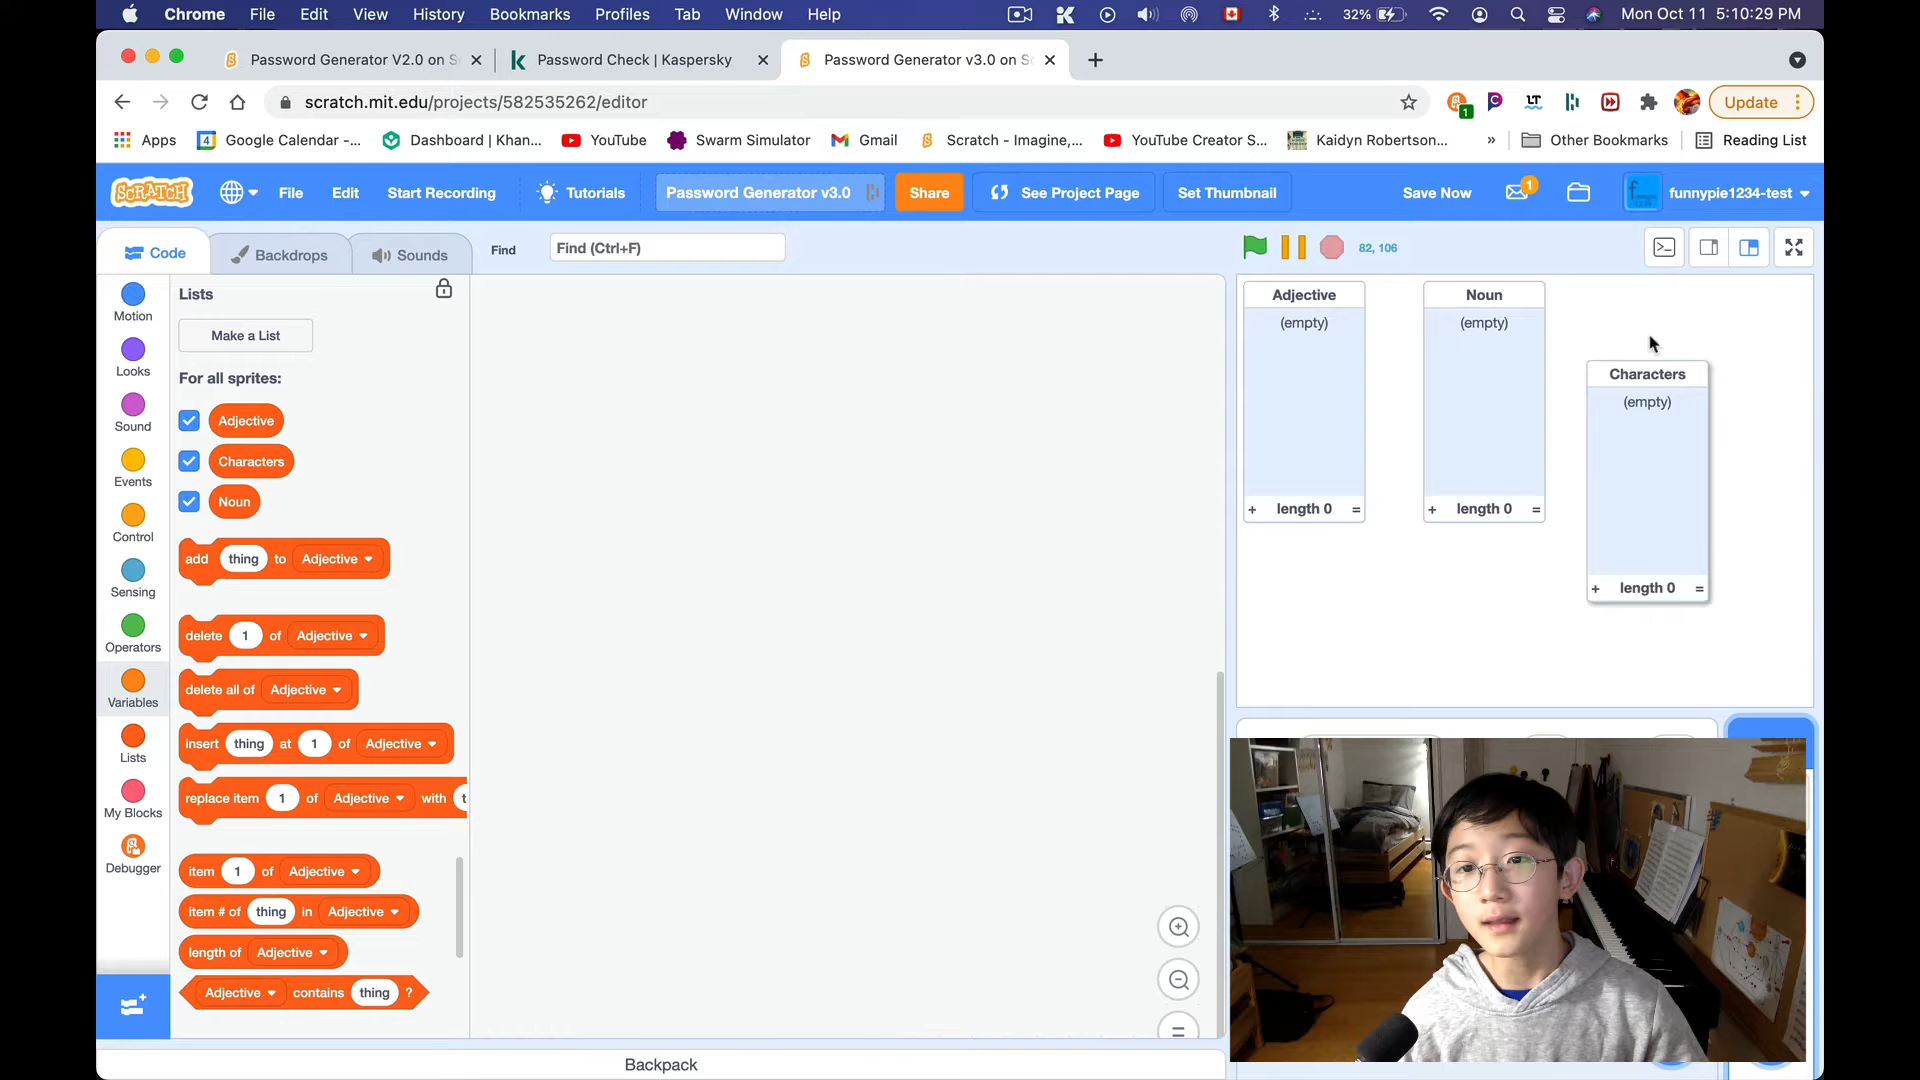 Chrome File Edit View History Bookmarks Profiles Tab Window Help 32% Mon Oct 11 5:10:29 PM
Password Generator V2.0 on S Password Check | Kaspersky Password Generator v3.0 on S
scratch.mit.edu/projects/582535262/editor 1 LT Update
Apps 4 Google Calendar -... Dashboard | Khan... YouTube Swarm Simulator Gmail Scratch - Imagine,... YouTube Creator S... Kaidyn Robertson... » Other Bookmarks Reading List
SCRATCH File Edit Start Recording Tutorials Password Generator v3.0 Share See Project Page Set Thumbnail Save Now 1 funnypie1234-test
Code Backdrops Sounds Find Find (Ctrl+F) 82, 106
Motion
Looks
Sound
Events
Control
Sensing
Operators
Variables
Lists
My Blocks
Debugger
Lists
Make a List
For all sprites:
Adjective
Characters
Noun
add thing to Adjective
delete 1 of Adjective
delete all of Adjective
insert thing at 1 of Adjective
replace item 1 of Adjective with t
item 1 of Adjective
item # of thing in Adjective
length of Adjective
Adjective contains thing ?
Adjective
(empty)
+ length 0 =
Noun
(empty)
+ length 0 =
Characters
(empty)
+ length 0 =
Backpack